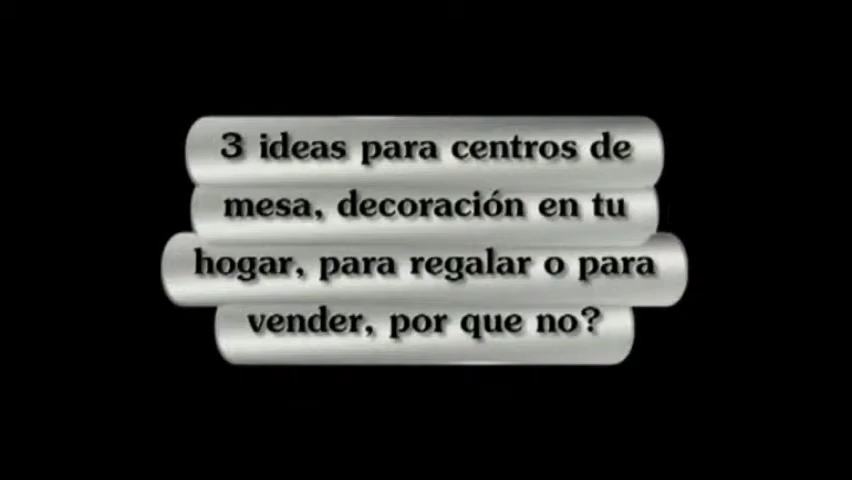 3 ideas para centros de
mesa, decoración en tu
hogar, para regalar o para
vender, por que no?